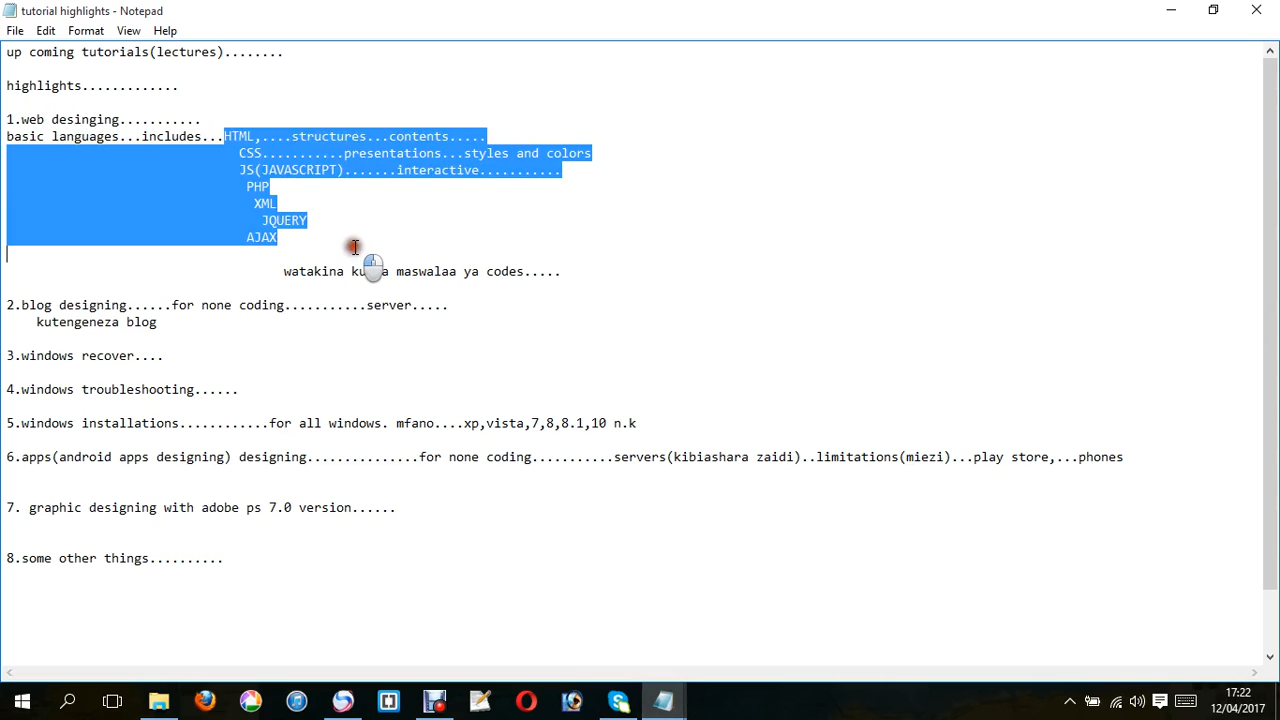 tutorial highlights - Notepad
File Edit Format View Help
up coming tutorials(lectures)........
highlights.............
1.web desinging...........
basic languages...includes...HTML,....structures...contents.....
CSS...........presentations...styles and colors
JS(JAVASCRIPT).......interactive...........
PHP
XML
JQUERY
AJAX
watakina maswalaa ya codes.....
2.blog designing......for none coding...........server.....
kutengeneza blog
3.windows recover....
4.windows troubleshooting......
5.windows installations............for all windows. mfano....xp,vista,7,8,8.1,10 n.k
6.apps(android apps designing) designing...............for none coding...........servers(kibiashara zaidi)..limitations(miezi)...play store,...phones
7. graphic designing with adobe ps 7.0 version......
8.some other things..........
17:22
12/04/2017